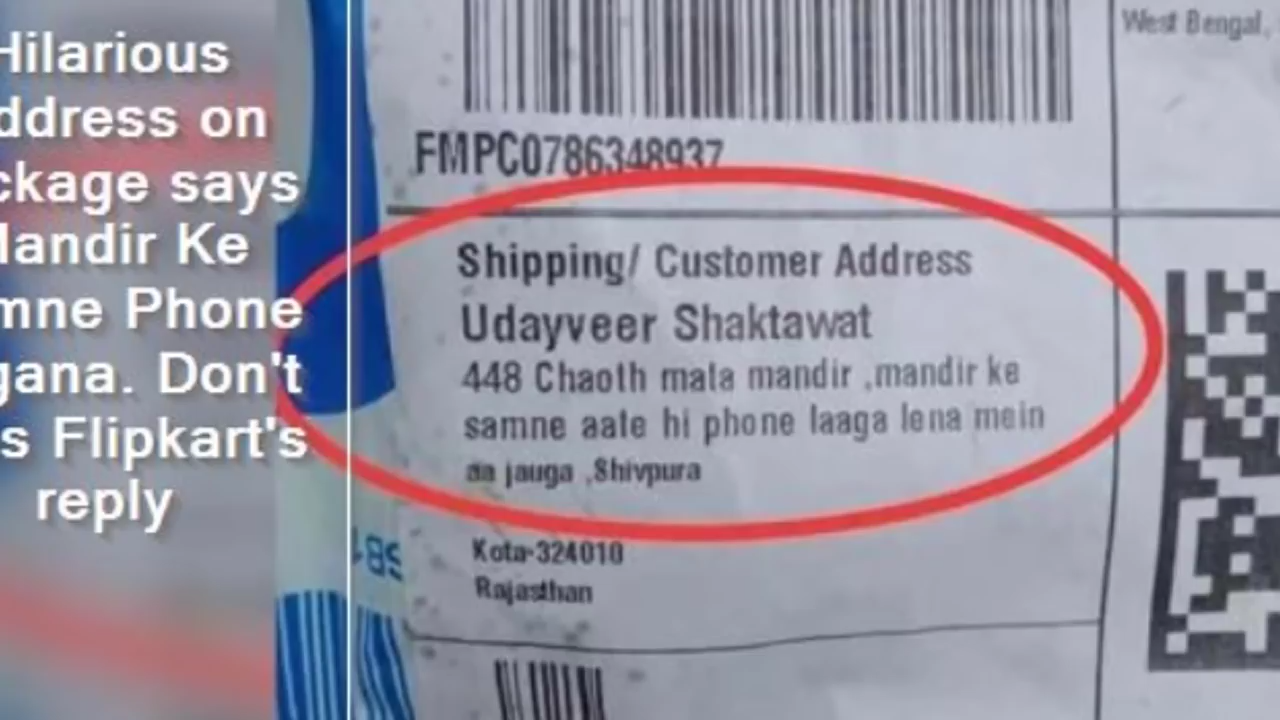 Hilarious
ddress on
ckage says
Mandir Ke
mne Phone
gana. Don't
s Flipkart's
reply
West Bengal,
FMPC0786348937
Shipping/ Customer Address
Udayveer Shaktawat
448 Chaoth mata mandir ,mandir ke
samne aate hi phone laaga lena mein
aa jauga ,Shivpura
Kota-324010
Rajasthan